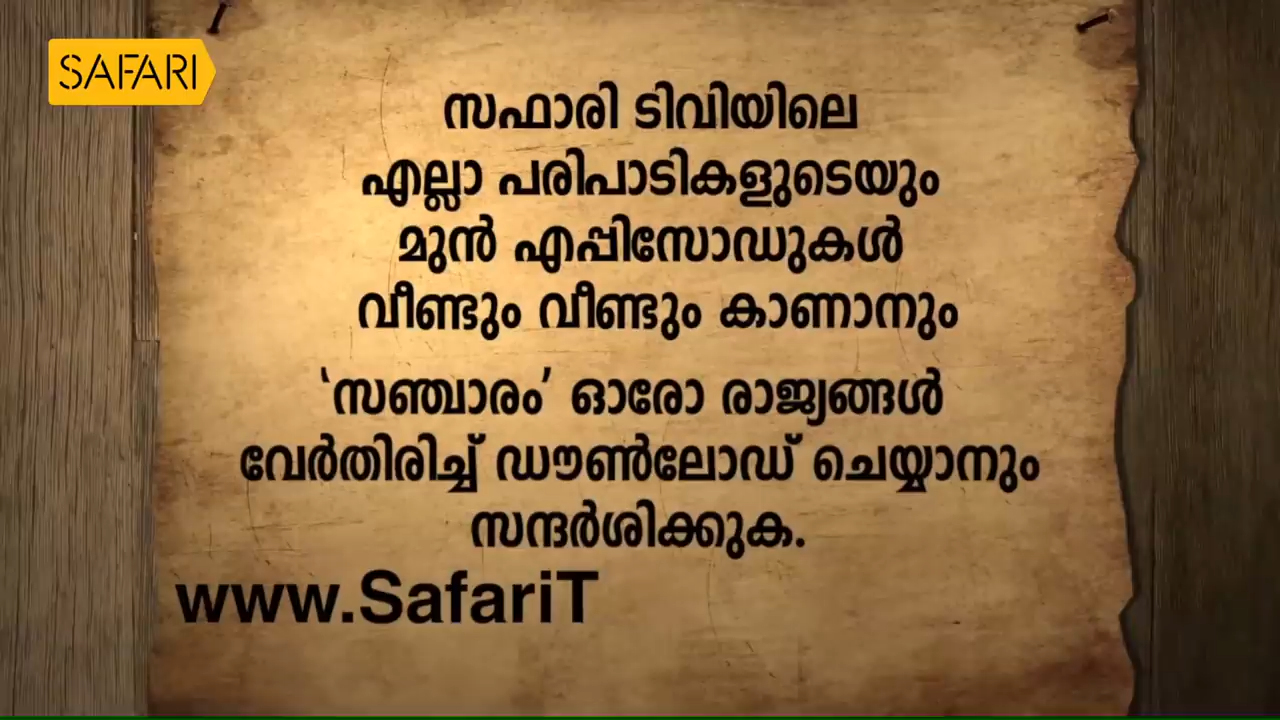 SAFARI
സഫാരി ടിവിയിലെ
എല്ലാ പരിപാടികളുടെയും
മുൻ എപ്പിസോഡുകൾ
വീണ്ടും വീണ്ടും കാണാനും
‘സഞ്ചാരം’ ഓരോ രാജ്യങ്ങൾ
വേർതിരിച്ച് ഡൗൺലോഡ് ചെയ്യാനും
സന്ദർശിക്കുക.
www.SafariT